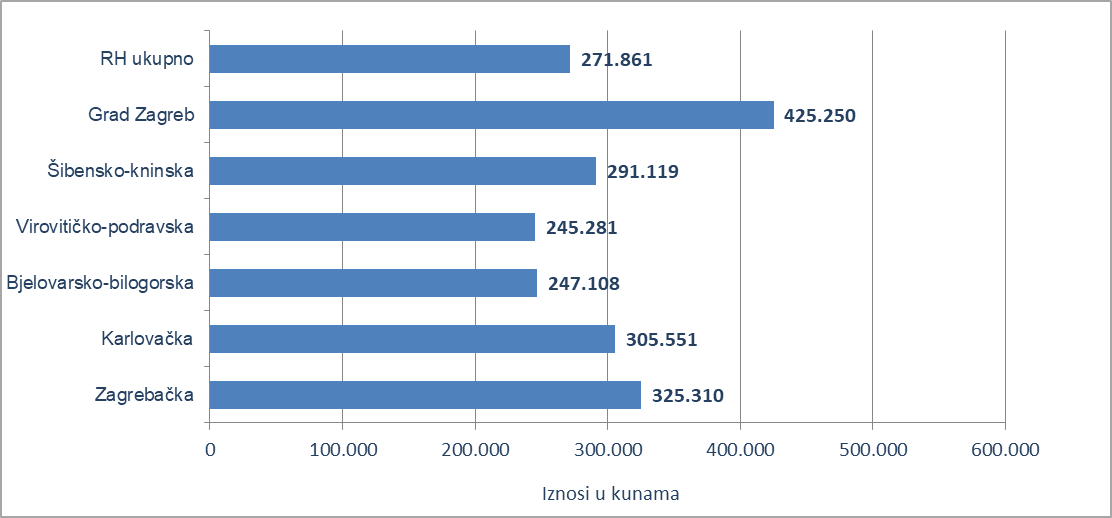 RH ukupno 271.861
Grad Zagreb 425.250
Šibensko-kninska 291.119
Virovitičko-podravska 245.281
Bjelovarsko-bilogorska 247.108
Karlovačka 305.551
Zagrebačka 325.310
0 100.000 200.000 300.000 400.000 500.000 600.000
Iznosi u kunama